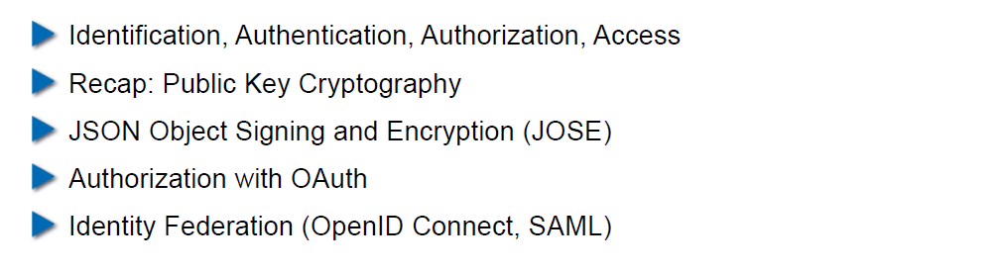 Identification, Authentication, Authorization, Access
Recap: Public Key Cryptography
JSON Object Signing and Encryption (JOSE)
Authorization with OAuth
Identity Federation (OpenID Connect, SAML)